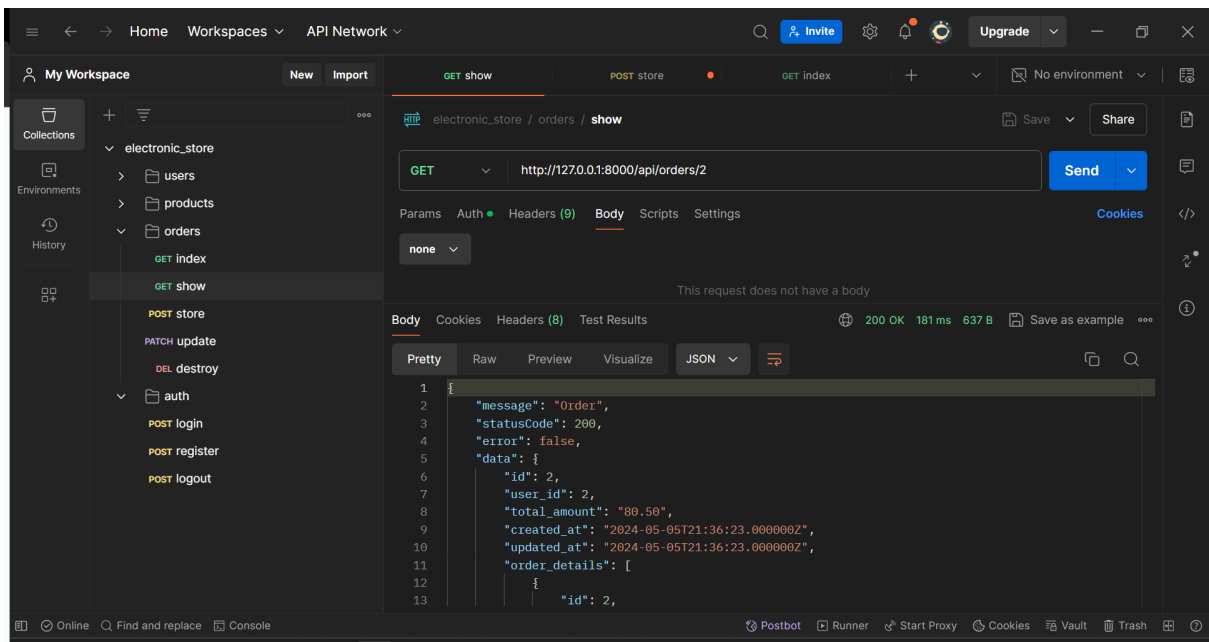 Home Workspaces API Network Invite Upgrade
My Workspace New Import GET show POST store GET index No environment
Collections
Environments
History
electronic_store
users
products
orders
GET index
GET show
POST store
PATCH update
DEL destroy
auth
POST login
POST register
POST logout
HTTP electronic_store / orders / show Save Share
GET http://127.0.0.1:8000/api/orders/2 Send
Params Auth Headers (9) Body Scripts Settings Cookies
none
This request does not have a body
Body Cookies Headers (8) Test Results 200 OK 181 ms 637 B Save as example
Pretty Raw Preview Visualize JSON
1 {
2 "message": "Order",
3 "statusCode": 200,
4 "error": false,
5 "data": {
6 "id": 2,
7 "user_id": 2,
8 "total_amount": "80.50",
9 "created_at": "2024-05-05T21:36:23.000000Z",
10 "updated_at": "2024-05-05T21:36:23.000000Z",
11 "order_details": [
12 {
13 "id": 2,
Online Find and replace Console Postbot Runner Start Proxy Cookies Vault Trash